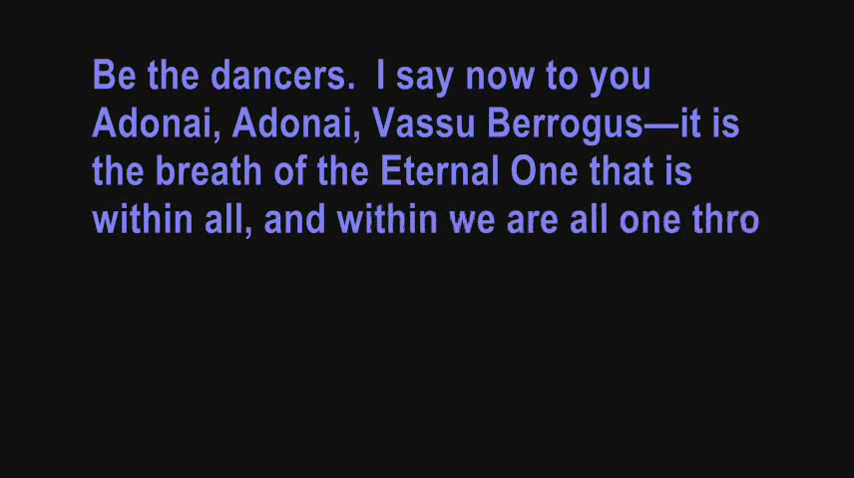 Be the dancers.  I say now to you
Adonai, Adonai, Vassu Berrogus—it is
the breath of the Eternal One that is
within all, and within we are all one thro